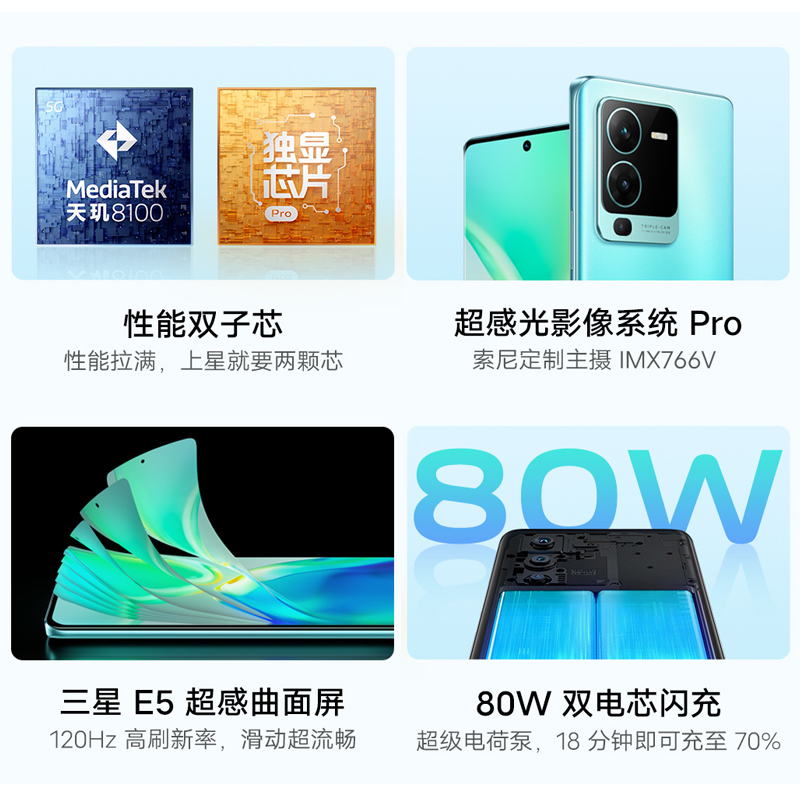 5G
MediaTek
天玑8100
独显
芯片
Pro
性能双子芯
性能拉满，上星就要两颗芯
TRIPLE-CAM
超感光影像系统 Pro
索尼定制主摄 IMX766V
三星 E5 超感曲面屏
120Hz 高刷新率，滑动超流畅
80W
80W 双电芯闪充
超级电荷泵，18 分钟即可充至 70%